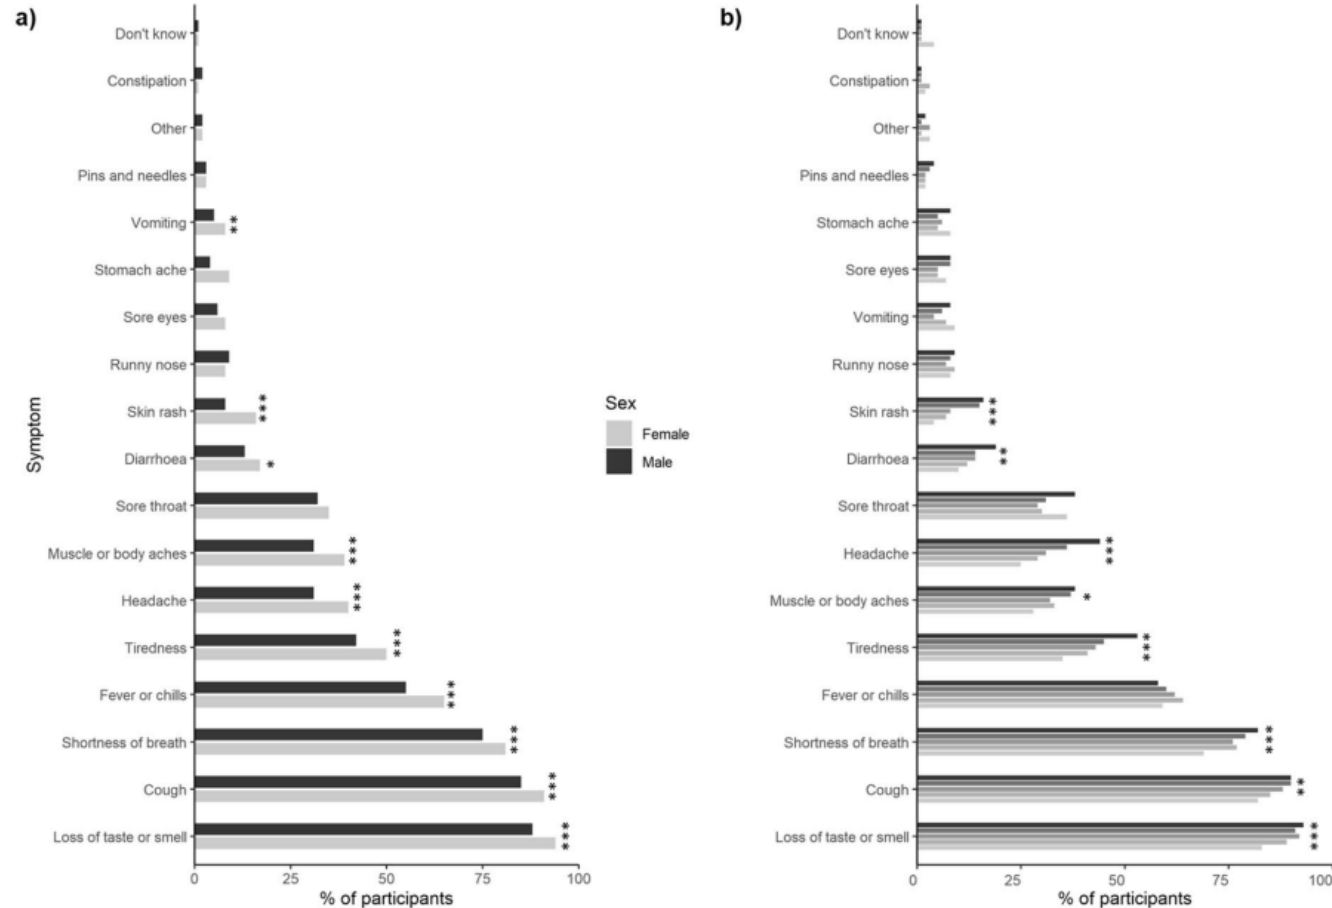 a)
Symptom
Don't know
Constipation
Other
Pins and needles
Vomiting
**
Stomach ache
Sore eyes
Runny nose
Skin rash
***
Diarrhoea
*
Sore throat
Muscle or body aches
***
Headache
***
Tiredness
***
Fever or chills
***
Shortness of breath
***
Cough
***
Loss of taste or smell
***
0 25 50 75 100
% of participants
Sex
Female
Male
b)
Don't know
Constipation
Other
Pins and needles
Stomach ache
Sore eyes
Vomiting
Runny nose
Skin rash
***
Diarrhoea
**
Sore throat
Headache
***
Muscle or body aches
*
Tiredness
***
Fever or chills
Shortness of breath
***
Cough
**
Loss of taste or smell
***
0 25 50 75 100
% of participants